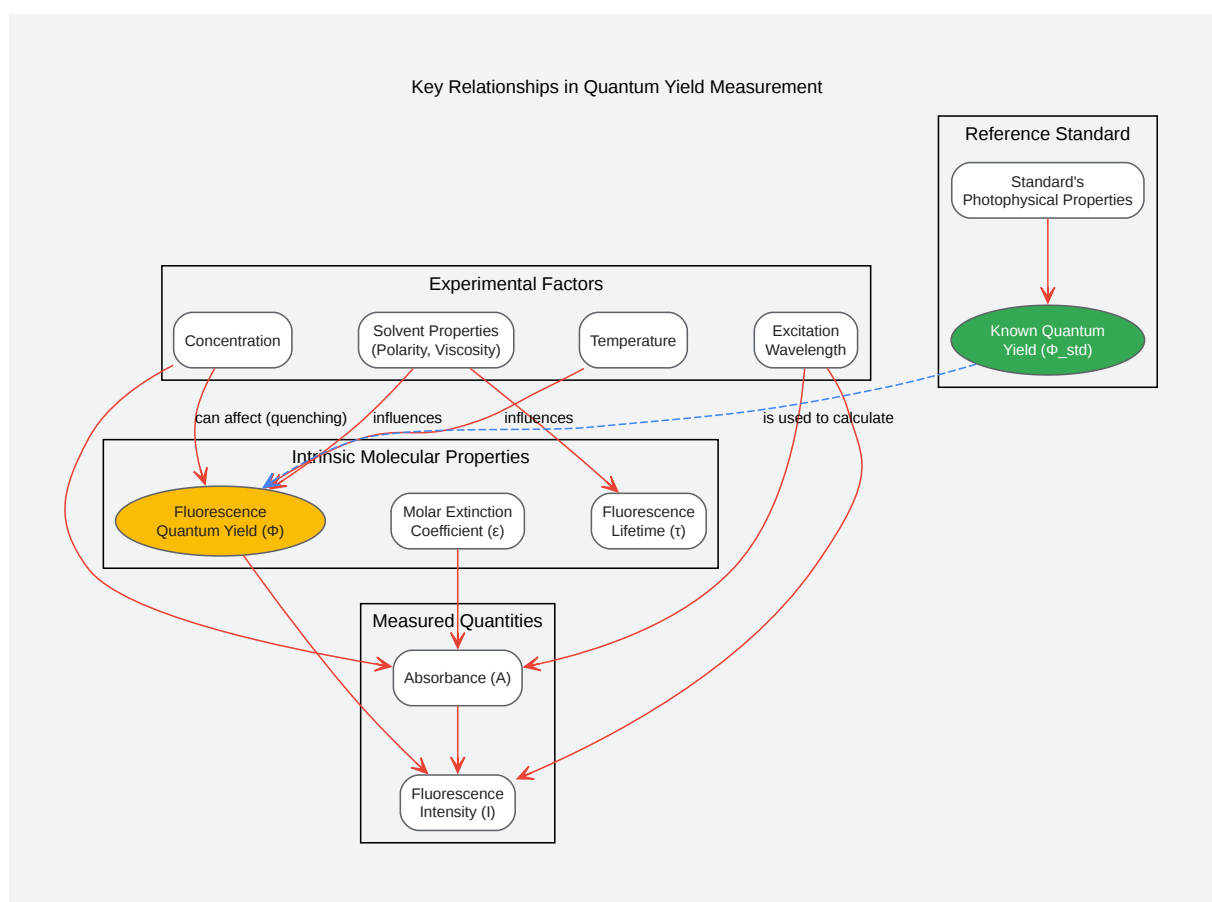 Key Relationships in Quantum Yield Measurement
Reference Standard
Standard's
Photophysical Properties
Known Quantum
Yield (Φ_std)
Experimental Factors
Concentration
Solvent Properties
(Polarity, Viscosity)
Temperature
Excitation
Wavelength
can affect (quenching)
influences
influences
is used to calculate
Intrinsic Molecular Properties
Fluorescence
Quantum Yield (Φ)
Molar Extinction
Coefficient (ε)
Fluorescence
Lifetime (τ)
Measured Quantities
Absorbance (A)
Fluorescence
Intensity (I)